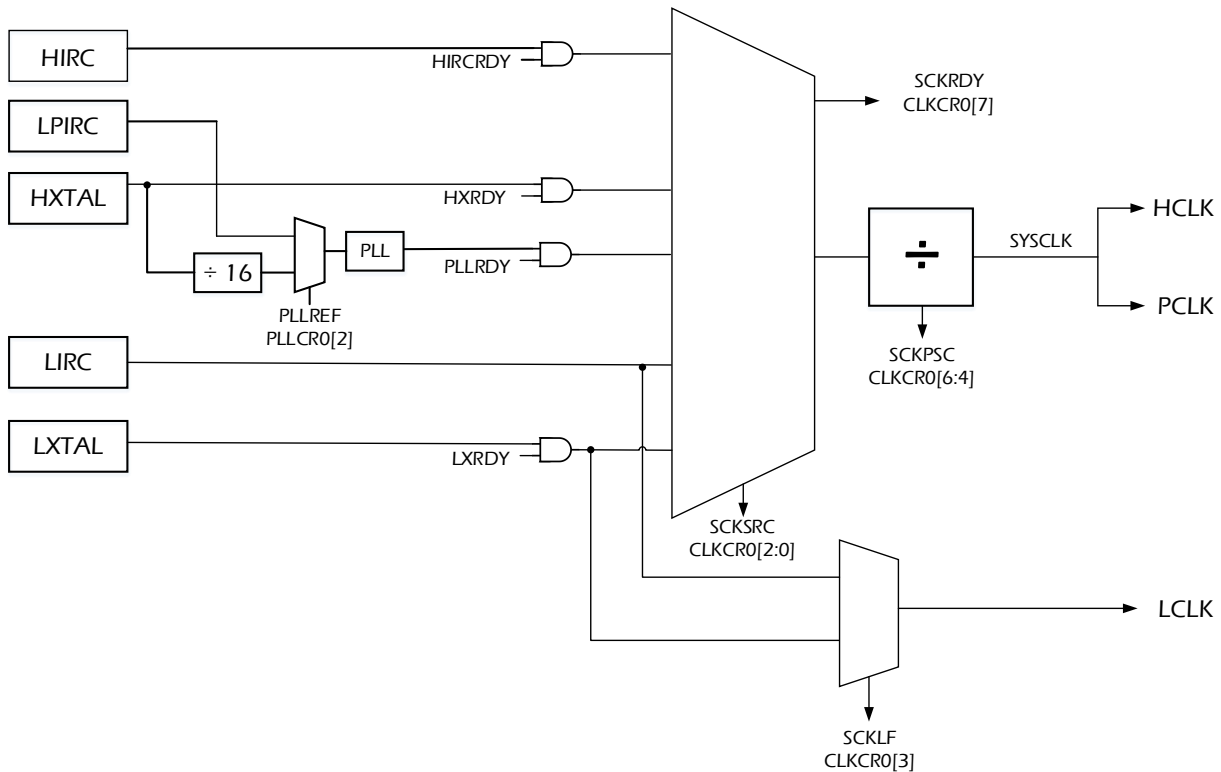 HIRC
HIRCRDY
SCKRDY
CLKCR0[7]
LPIRC
HXTAL
HXRDY
HCLK
÷ 16
PLL
PLLRDY
÷
SYSCLK
PLLREF
PLLCR0[2]
PCLK
LIRC
SCKPSC
CLKCR0[6:4]
LXTAL
LXRDY
SCKSRC
CLKCR0[2:0]
LCLK
SCKLF
CLKCR0[3]